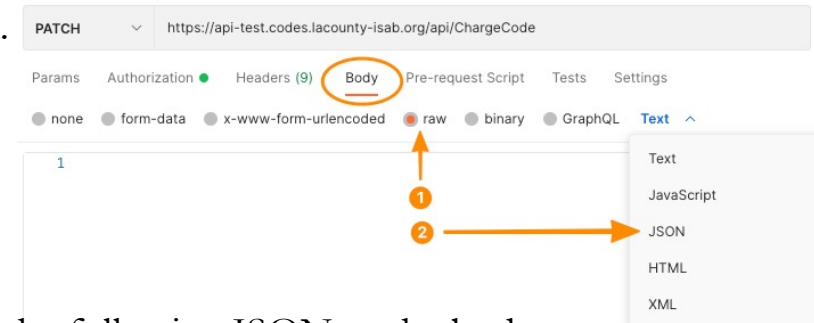 .
PATCH https://api-test.codes.lacounty-isab.org/api/ChargeCode
Params Authorization Headers (9) Body Pre-request Script Tests Settings
none form-data x-www-form-urlencoded raw binary GraphQL Text
1
Text
JavaScript
1
JSON
2
HTML
XML
following JSON